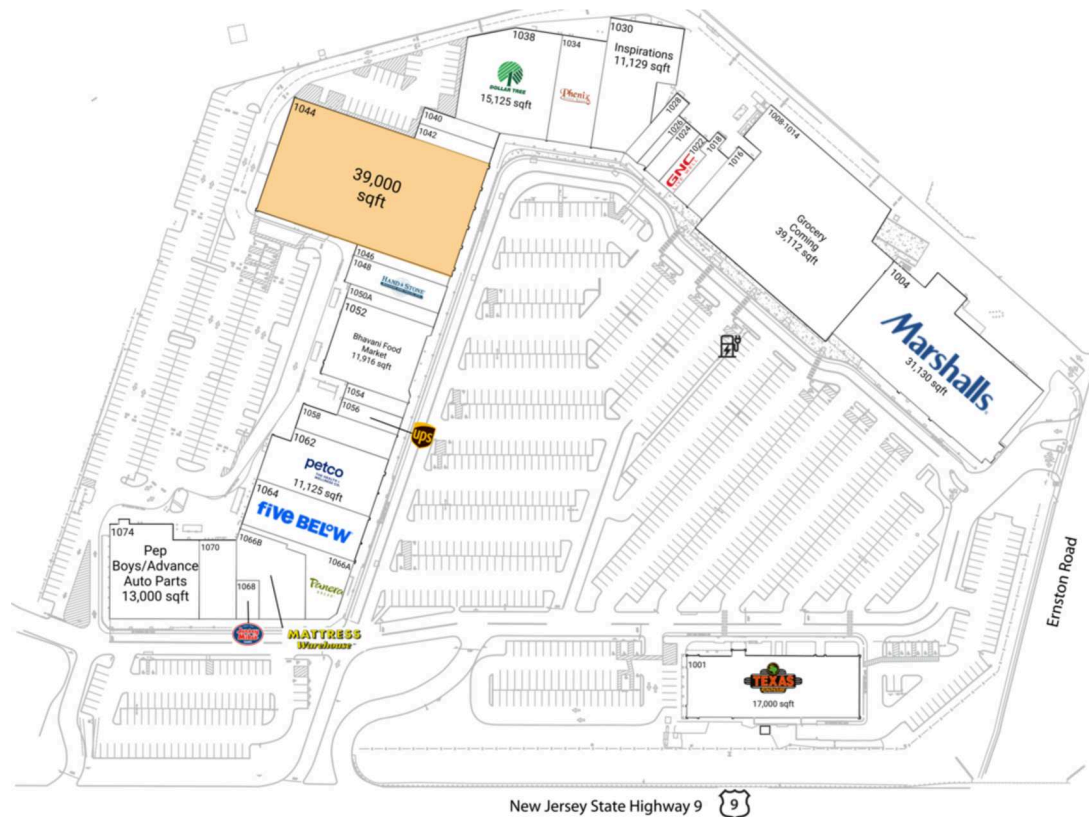 1030
Inspirations
11,129 sqft
1038
DOLLAR TREE
15,125 sqft
1034
Phenix
1044
39,000
sqft
1040
1042
1028
1026
1024
1022
GNC
1018
1016
1008-1014
Grocery
Coming
39,112 sqft
1004
Marshalls
31,130 sqft
1046
1048
HAND & STONE
1050A
1052
Bhavani Food
Market
11,916 sqft
1054
1056
ups
1058
1062
petco
11,125 sqft
1064
five BELOW
1066B
1066A
Panera
BREAD
1074
Pep
Boys/Advance
Auto Parts
13,000 sqft
1070
1068
MATTRESS
Warehouse
1001
TEXAS
17,000 sqft
Ernston Road
New Jersey State Highway 9
9